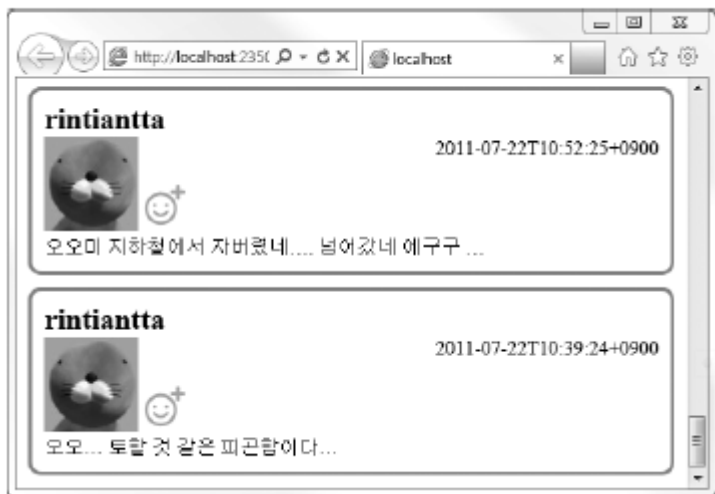 http://localhost:2350
localhost
rintiantta
2011-07-22T10:52:25+0900
오오미 지하철에서 자버렸네.... 넘어갔네 에구구 ...
rintiantta
2011-07-22T10:39:24+0900
오오... 토할 것 같은 피곤함이다...